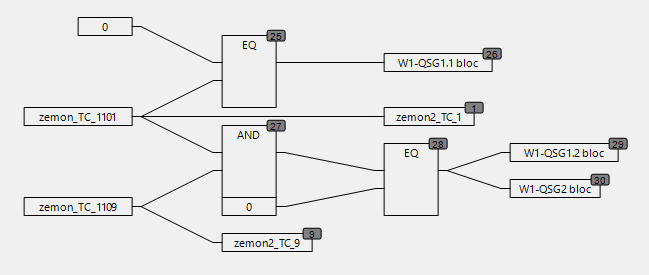 0
EQ
25
W1-QSG1.1 bloc
26
zemon_TC_1101
zemon2_TC_1
1
AND
27
EQ
28
W1-QSG1.2 bloc
29
W1-QSG2 bloc
30
zemon_TC_1109
0
zemon2_TC_9
9